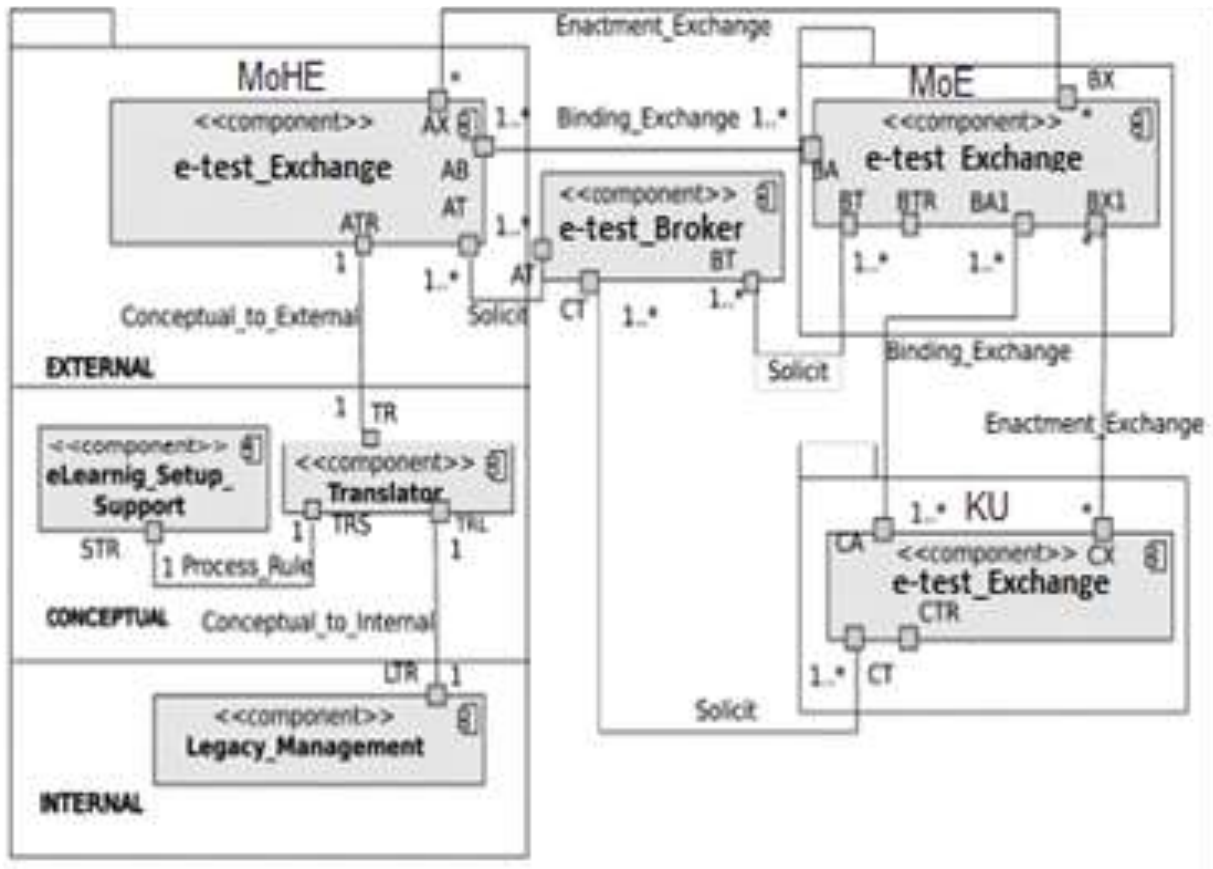 Enactment_Exchange
MoHE
*
<<component>>
AX
e-test_Exchange
AB
AT
ATR
1..*
Binding_Exchange
1..*
MoE
BX
*
<<component>>
e-test_Exchange
BA
BT
BTR
BA1
BX1
*
1..*
1..*
<<component>>
e-test_Broker
BT
AT
1..*
CT
1..*
1..*
1
1..*
Solicit
Conceptual_to_External
EXTERNAL
Solicit
Binding_Exchange
Enactment_Exchange
1
TR
<<component>>
eLearnig_Setup_
Support
<<component>>
Translator
STR
1
TRS
TRL
1
1
Process_Rule
CONCEPTUAL
Conceptual_to_Internal
LTR
1
<<component>>
Legacy_Management
INTERNAL
1..*
KU
*
CA
<<component>>
CX
e-test_Exchange
CTR
1..*
CT
Solicit